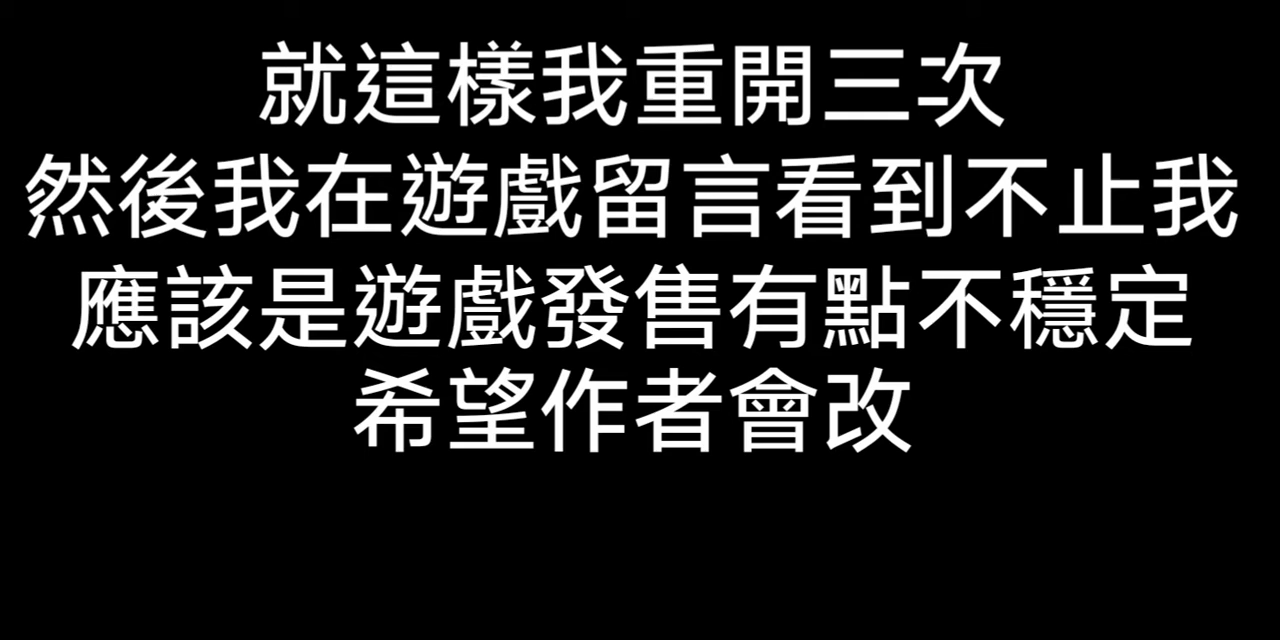 就這樣我重開三次
然後我在遊戲留言看到不止我
應該是遊戲發售有點不穩定
希望作者會改